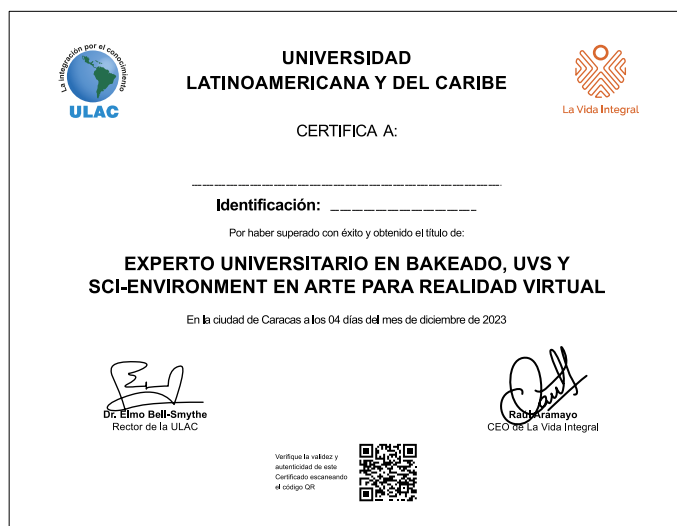 La integración por el conocimiento
ULAC
UNIVERSIDAD
LATINOAMERICANA Y DEL CARIBE
La Vida Integral
CERTIFICA A:
Identificación:
Por haber superado con éxito y obtenido el título de:
EXPERTO UNIVERSITARIO EN BAKEADO, UVS Y
SCI-ENVIRONMENT EN ARTE PARA REALIDAD VIRTUAL
En la ciudad de Caracas a los 04 días del mes de diciembre de 2023
Dr. Elmo Bell-Smythe
Rector de la ULAC
Raúl Aramayo
CEO de La Vida Integral
Verifique la validez y
autenticidad de este
Certificado escaneando
el código QR